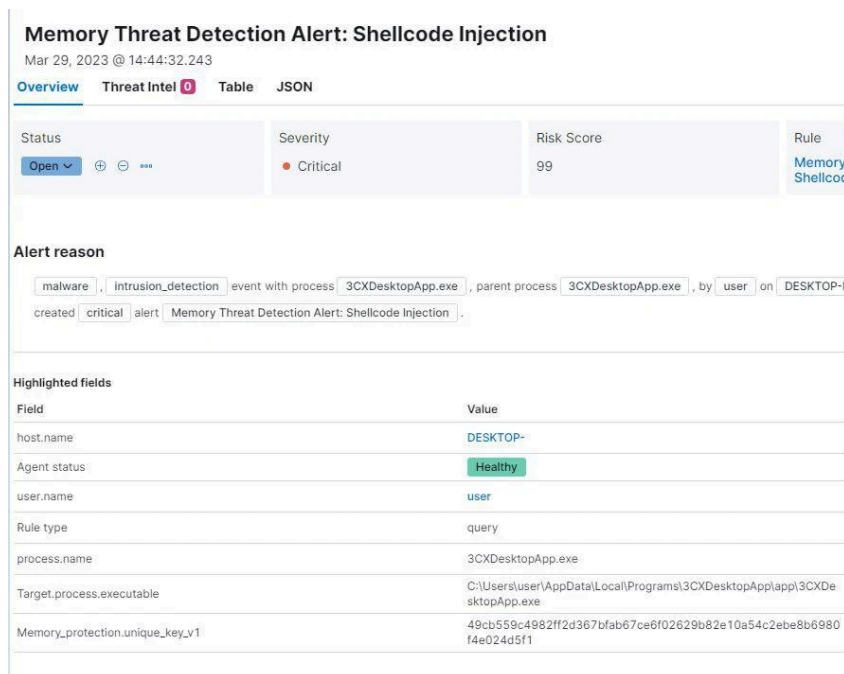 Memory Threat Detection Alert: Shellcode Injection
Mar 29, 2023 @ 14:44:32.243
Overview Threat Intel 0 Table JSON
Status Severity Risk Score Rule
Open Critical 99 Memory
Shellcod
Alert reason
malware , intrusion_detection event with process 3CXDesktopApp.exe , parent process 3CXDesktopApp.exe , by user on DESKTOP-
created critical alert Memory Threat Detection Alert: Shellcode Injection .
Highlighted fields
Field Value
host.name DESKTOP-
Agent status Healthy
user.name user
Rule type query
process.name 3CXDesktopApp.exe
Target.process.executable C:\Users\user\AppData\Local\Programs\3CXDesktopApp\app\3CXDe
sktopApp.exe
Memory_protection.unique_key_v1 49cb559c4982ff2d367bfab67ce6f02629b82e10a54c2ebe8b6980
f4e024d5f1